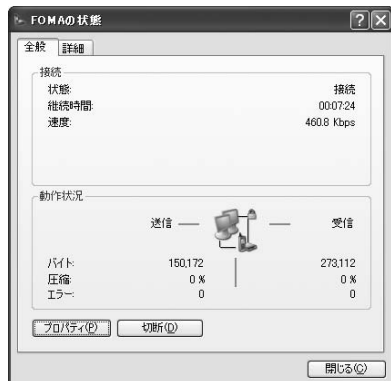 FOMAの状態
全般 詳細
接続
状態: 接続
継続時間: 00:07:24
速度: 460.8 Kbps
動作状況
送信 — — 受信
バイト: 150,172 273,112
圧縮: 0 % 0 %
エラー: 0 0
プロパティ(P) 切断(D)
閉じる(C)